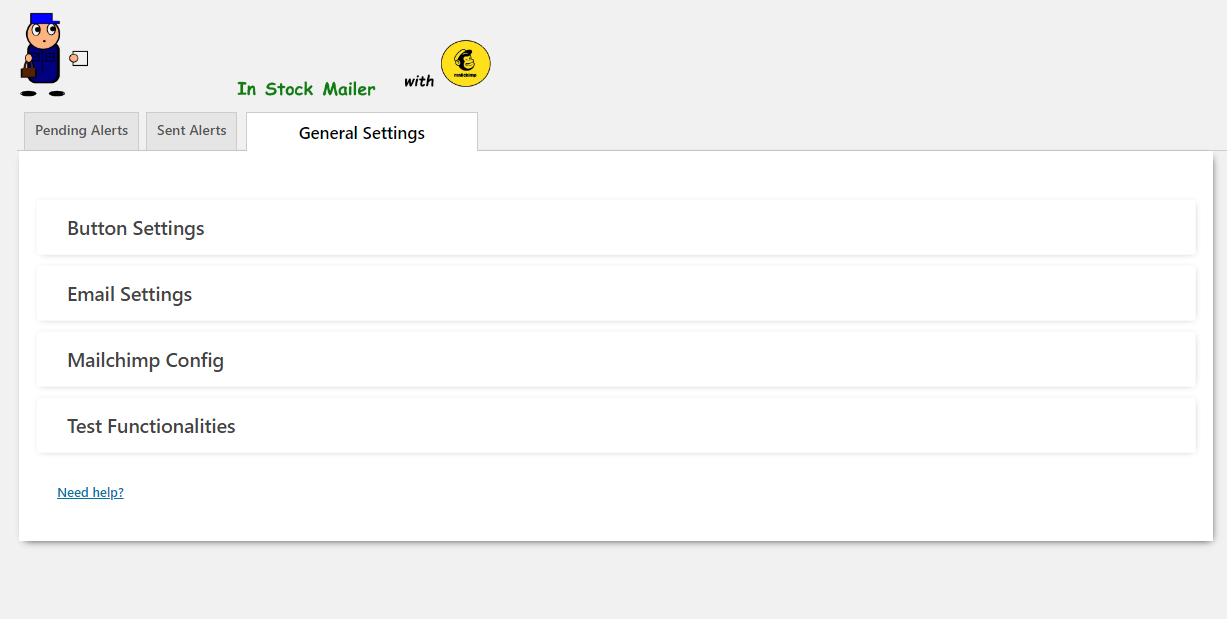 In Stock Mailer with mailchimp
Pending Alerts Sent Alerts General Settings
Button Settings
Email Settings
Mailchimp Config
Test Functionalities
Need help?